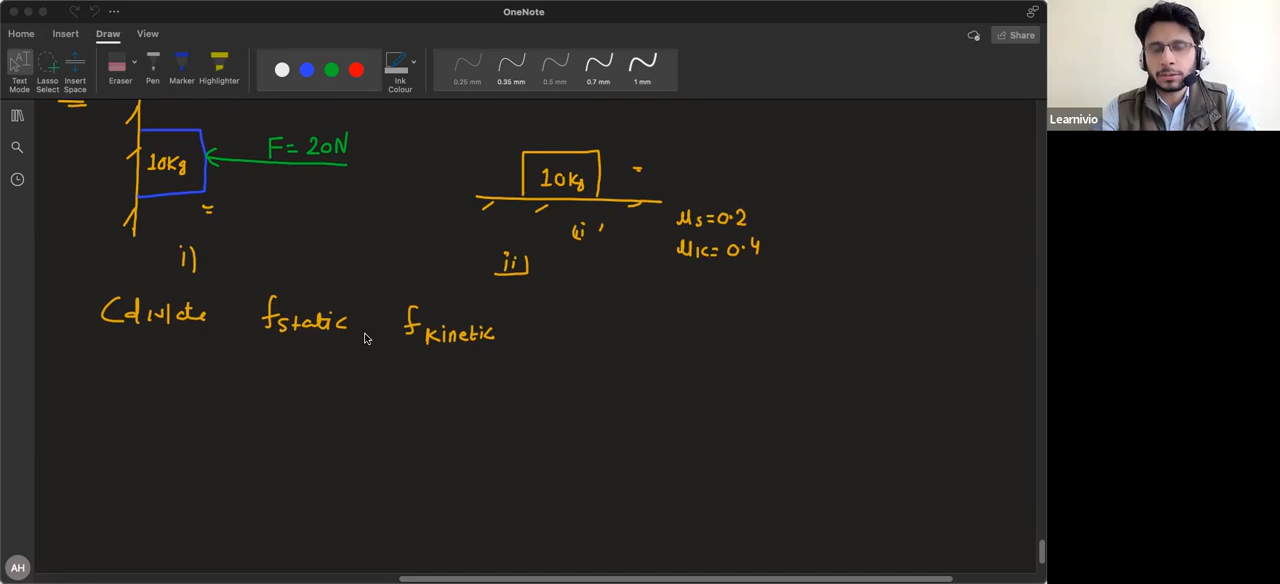 OneNote
Home Insert Draw View
Share
Text Mode
Lasso Select
Insert Space
Eraser
Pen
Marker
Highlighter
Ink Colour
0.25 mm
0.35 mm
0.5 mm
0.7 mm
1 mm
Learnivio
10Kg
F = 20N
i)
10Kg
μs = 0.2
μk = 0.4
(i)
ii)
fstatic fkinetic
AH